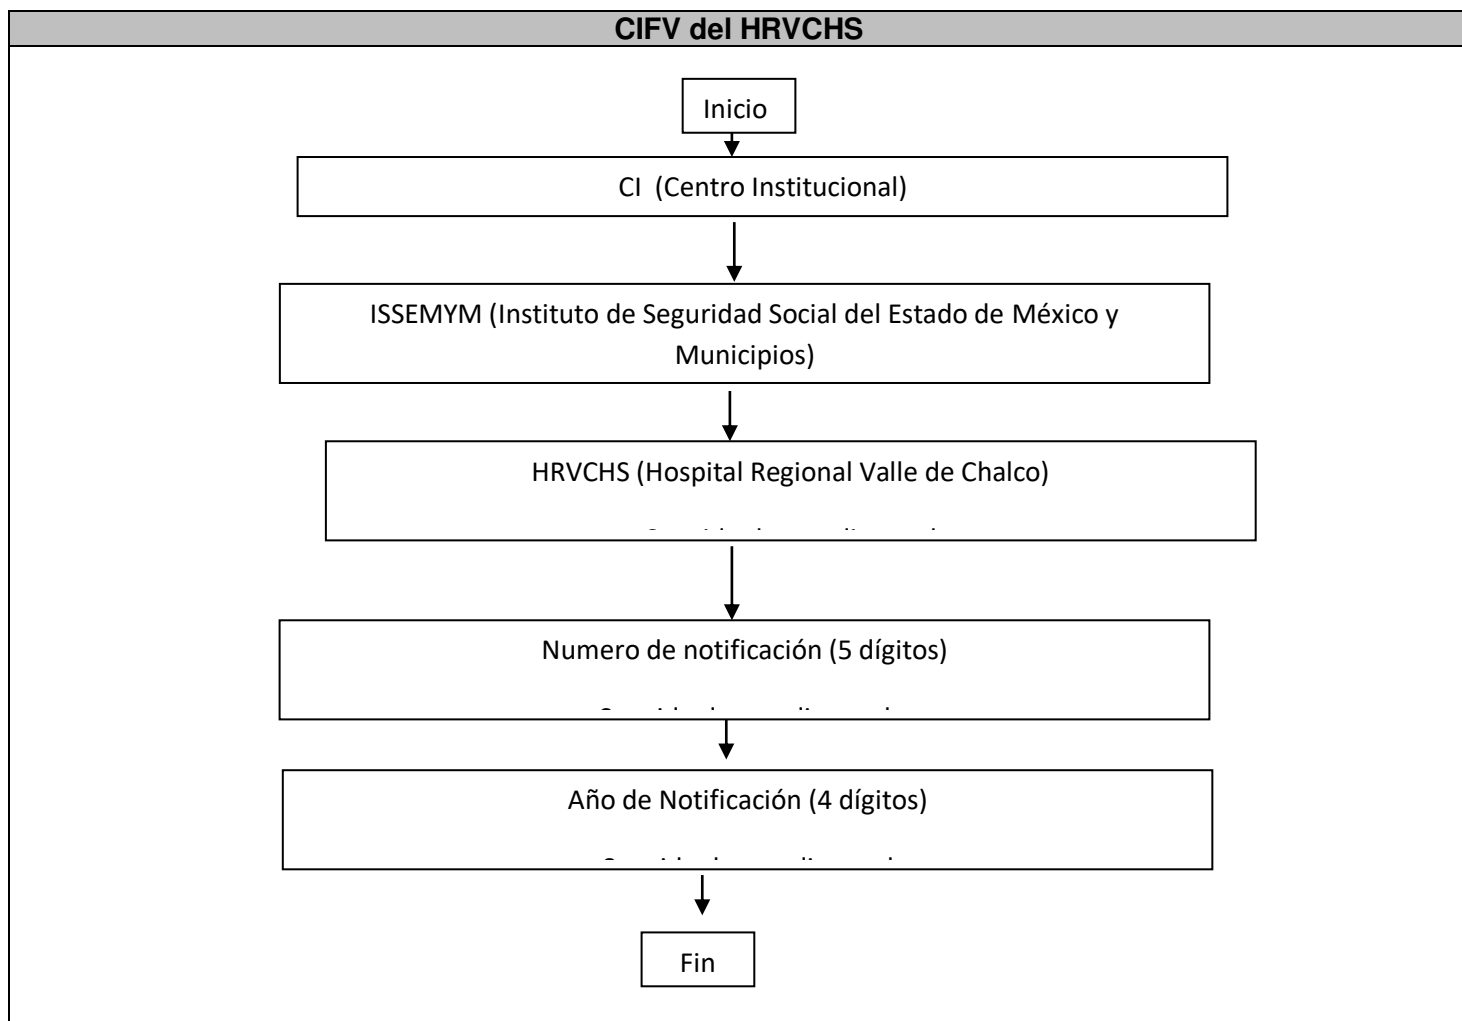 CIFV del HRVCHS
Inicio
CI (Centro Institucional)
ISSEMYM (Instituto de Seguridad Social del Estado de México y
Municipios)
HRVCHS (Hospital Regional Valle de Chalco)
Numero de notificación (5 dígitos)
Año de Notificación (4 dígitos)
Fin